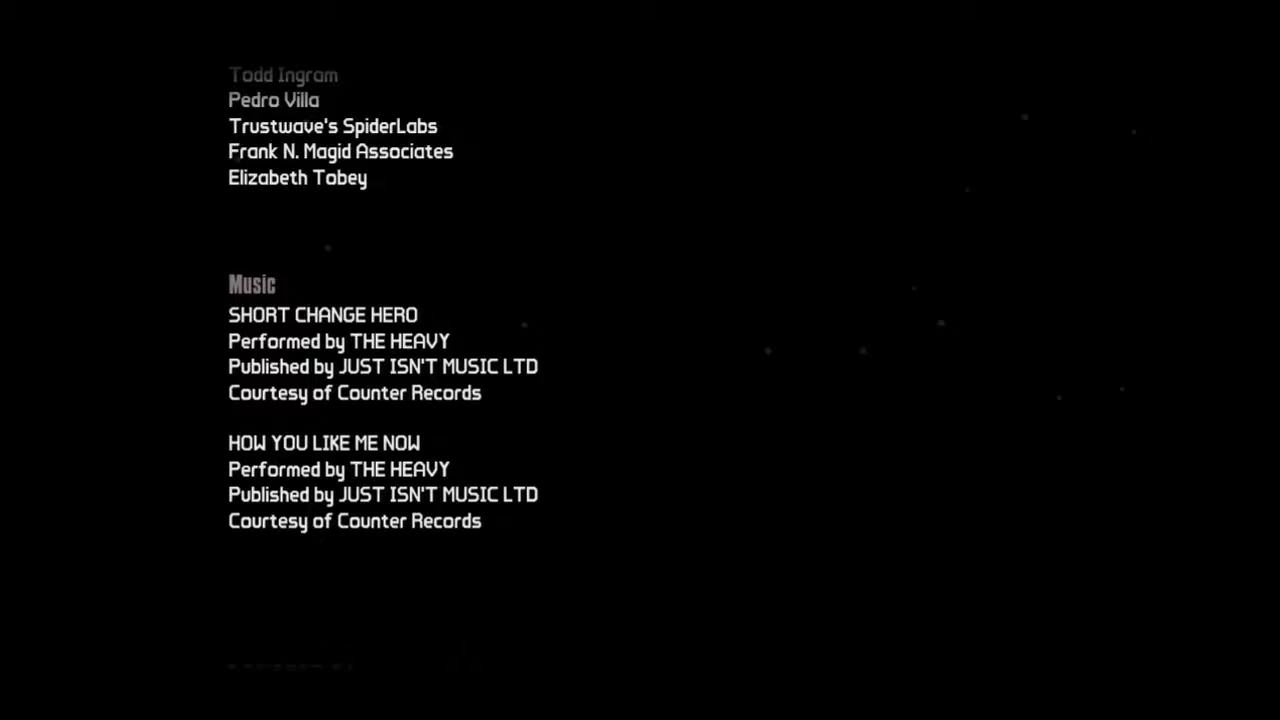 Todd Ingram
Pedro Villa
Trustwave's SpiderLabs
Frank N. Magid Associates
Elizabeth Tobey
Music
SHORT CHANGE HERO
Performed by THE HEAVY
Published by JUST ISN'T MUSIC LTD
Courtesy of Counter Records
HOW YOU LIKE ME NOW
Performed by THE HEAVY
Published by JUST ISN'T MUSIC LTD
Courtesy of Counter Records